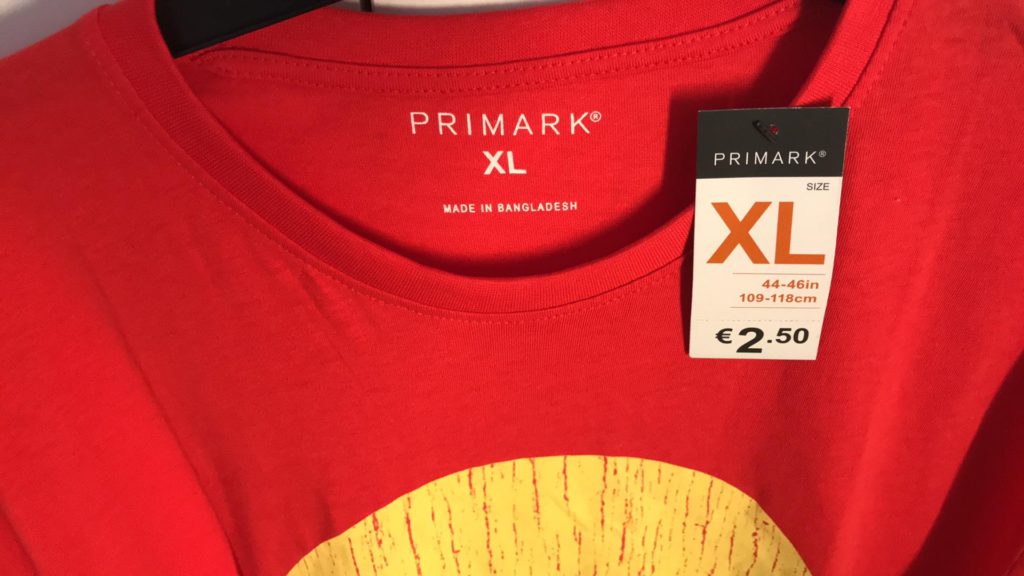 PRIMARK®
XL
MADE IN BANGLADESH
PRIMARK®
SIZE
XL
44-46in
109-118cm
€2.50